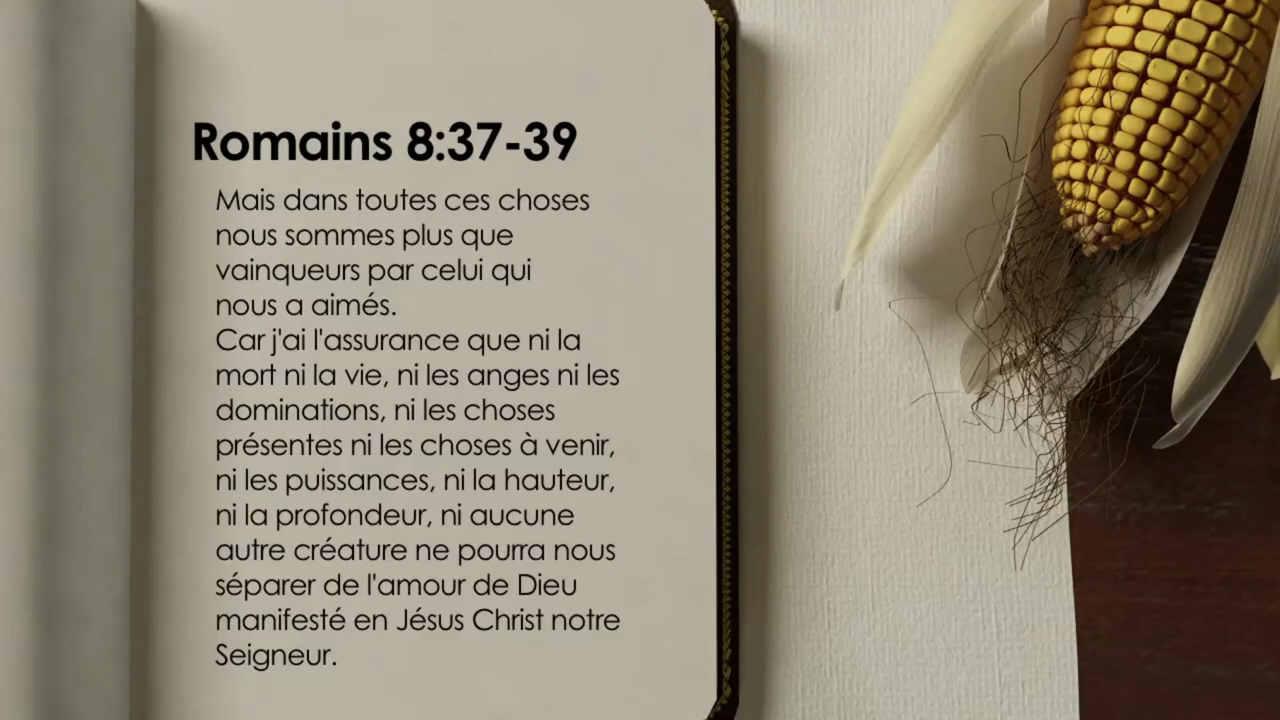 Romains 8:37-39
Mais dans toutes ces choses
nous sommes plus que
vainqueurs par celui qui
nous a aimés.
Car j'ai l'assurance que ni la
mort ni la vie, ni les anges ni les
dominations, ni les choses
présentes ni les choses à venir,
ni les puissances, ni la hauteur,
ni la profondeur, ni aucune
autre créature ne pourra nous
séparer de l'amour de Dieu
manifesté en Jésus Christ notre
Seigneur.